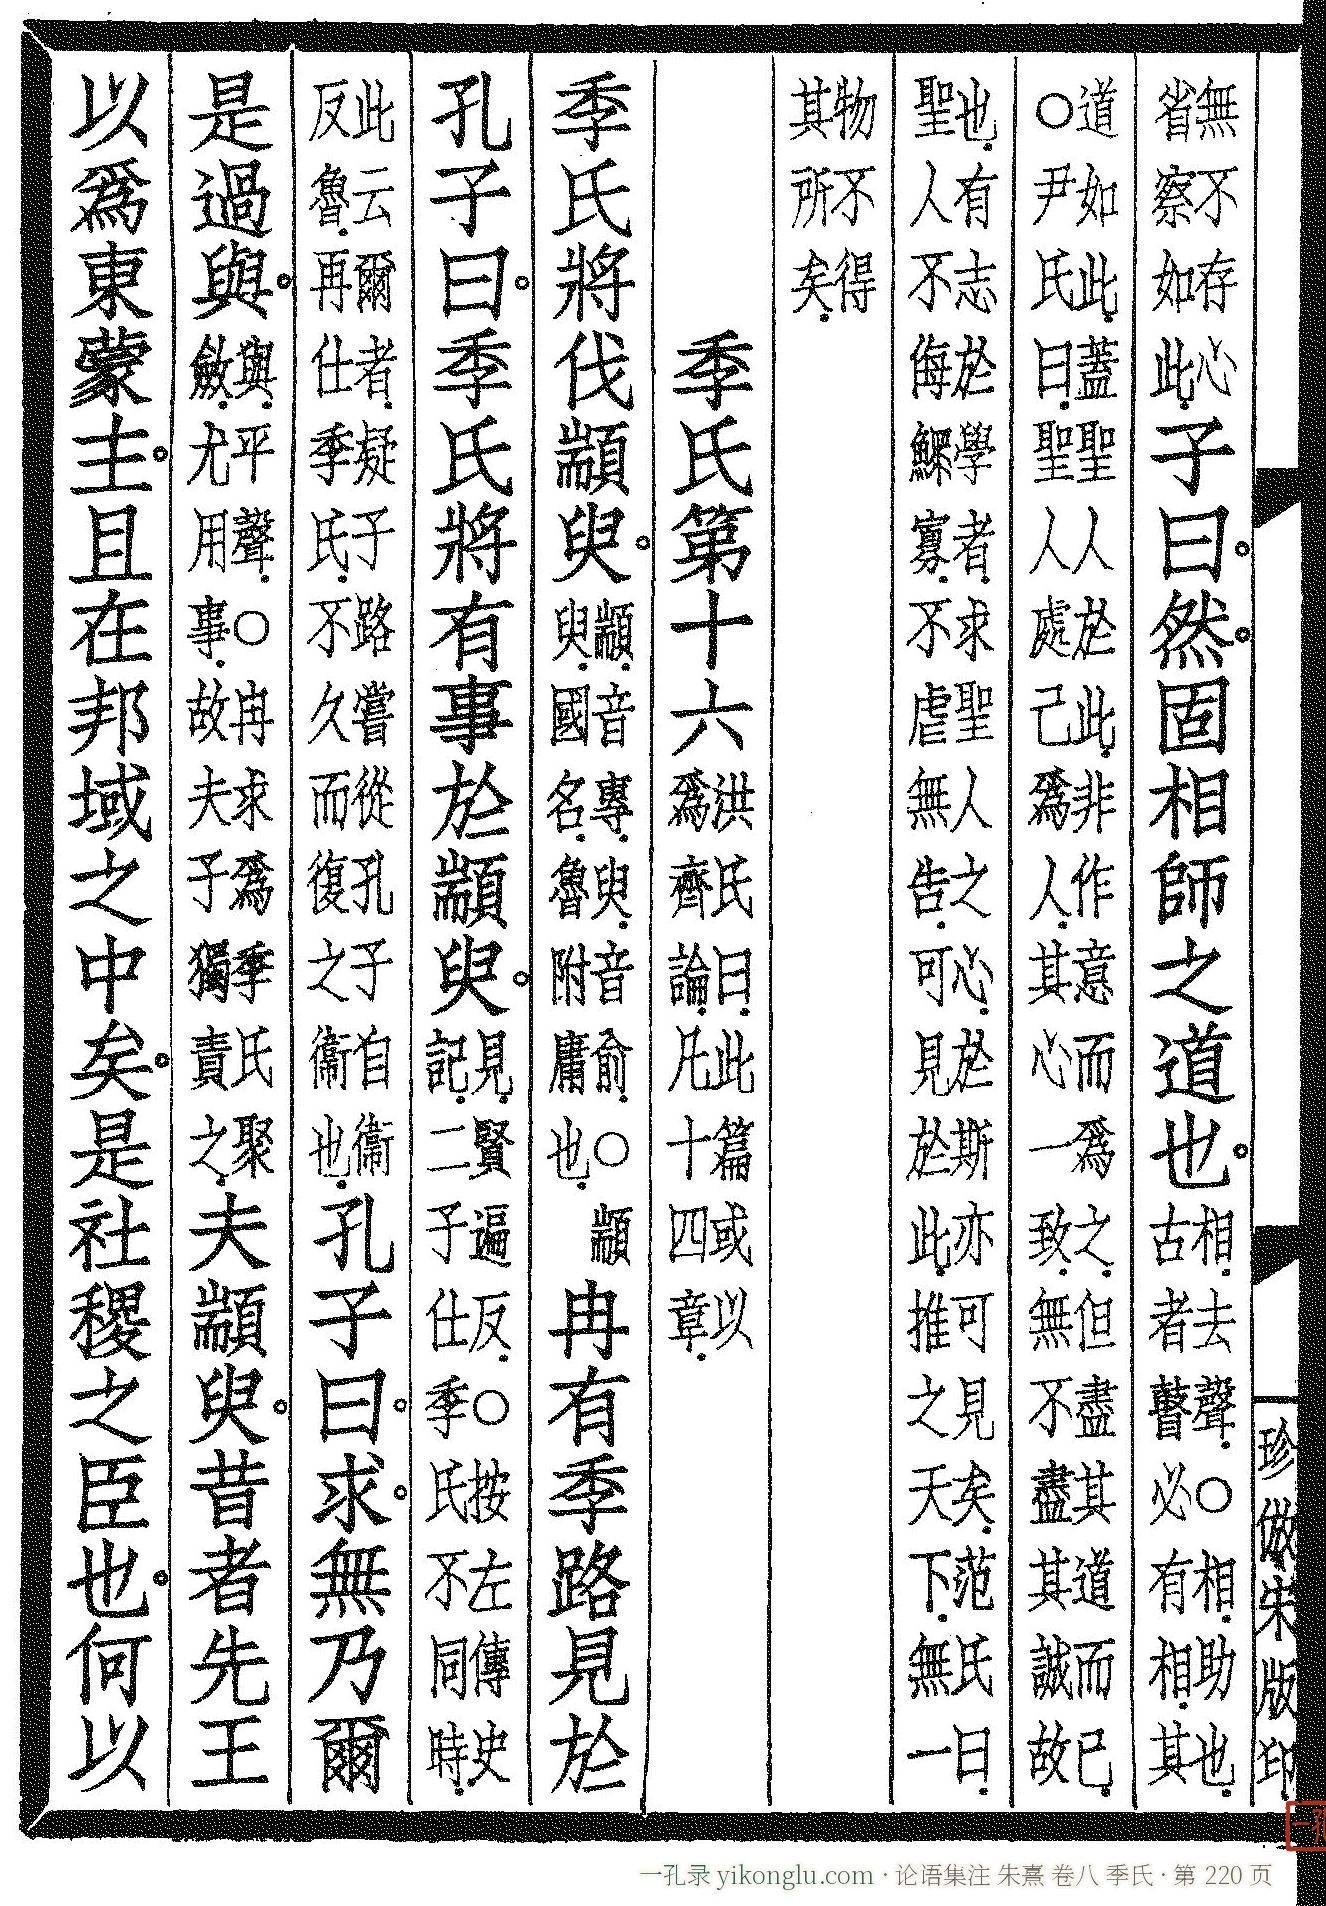 珍倣宋版印
無不存心省察如此子曰然固相師之道也相去聲○相助也古者瞽必有相其
道如此蓋聖人於此非作意而爲之但盡其道而已○尹氏曰聖人處己爲人其心一致無不盡其誠故
也有志於學者求聖人之心於斯亦可見矣范氏曰聖人不侮鰥寡不虐無告可見於此推之天下無一
物不得其所矣
季氏第十六洪氏曰此篇或以爲齊論凡十四章
季氏將伐顓臾顓音專臾音俞○顓臾國名魯附庸也冉有季路見於
孔子曰季氏將有事於顓臾見賢遍反○按左傳史記二子仕季氏不同時
此云爾者疑子路嘗從孔子自衞反魯再仕季氏不久而復之衞也孔子曰求無乃爾
是過與與平聲○冉求爲季氏聚斂尤用事故夫子獨責之夫顓臾昔者先王
以爲東蒙主且在邦域之中矣是社稷之臣也何以
一孔录 yikonglu.com · 论语集注 朱熹 卷八 季氏 · 第 220 页